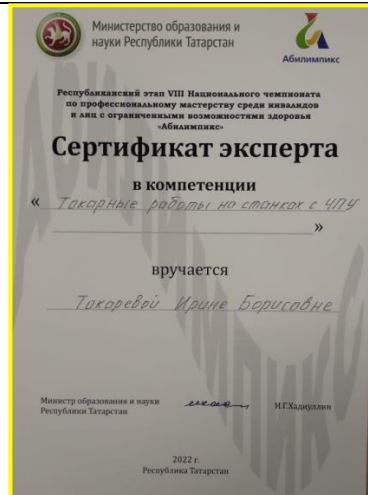 Министерство образования и
науки Республики Татарстан
Абилимпикс
Республиканский этап VIII Национального чемпионата
по профессиональному мастерству среди инвалидов
и лиц с ограниченными возможностями здоровья
«Абилимпикс»
Сертификат эксперта
в компетенции
« Токарные работы на станках с ЧПУ
»
вручается
Токаревой Ирине Борисовне
Министр образования и науки
Республики Татарстан
И.Г.Хадиуллин
2022 г.
Республика Татарстан